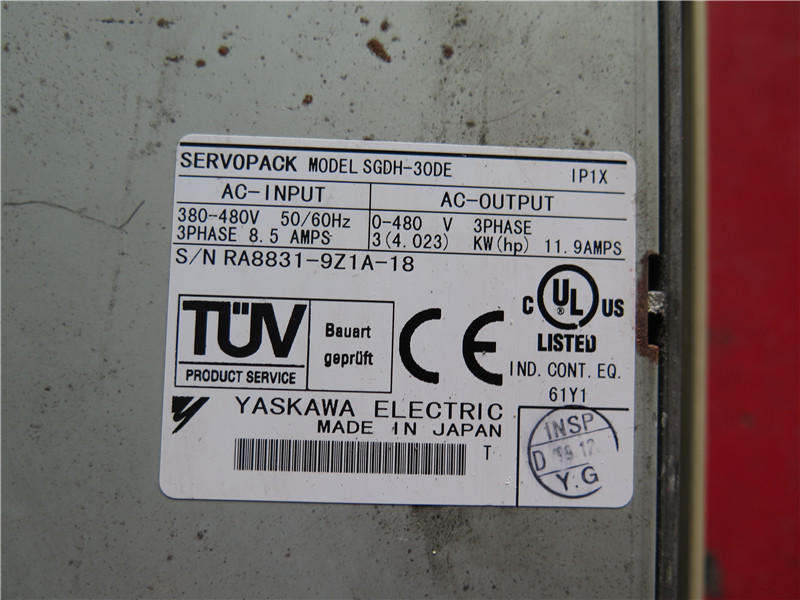 SERVOPACK MODEL SGDH-30DE IP1X
AC-INPUT
380-480V 50/60Hz
3PHASE 8.5 AMPS
AC-OUTPUT
0-480 V 3PHASE
3(4.023) KW(hp) 11.9AMPS
S/N RA8831-9Z1A-18
TÜV
PRODUCT SERVICE
Bauart
geprüft
CE
C UL US
®
LISTED
IND. CONT. EQ.
61Y1
YASKAWA ELECTRIC
MADE IN JAPAN
T
INSP
D
Y.G